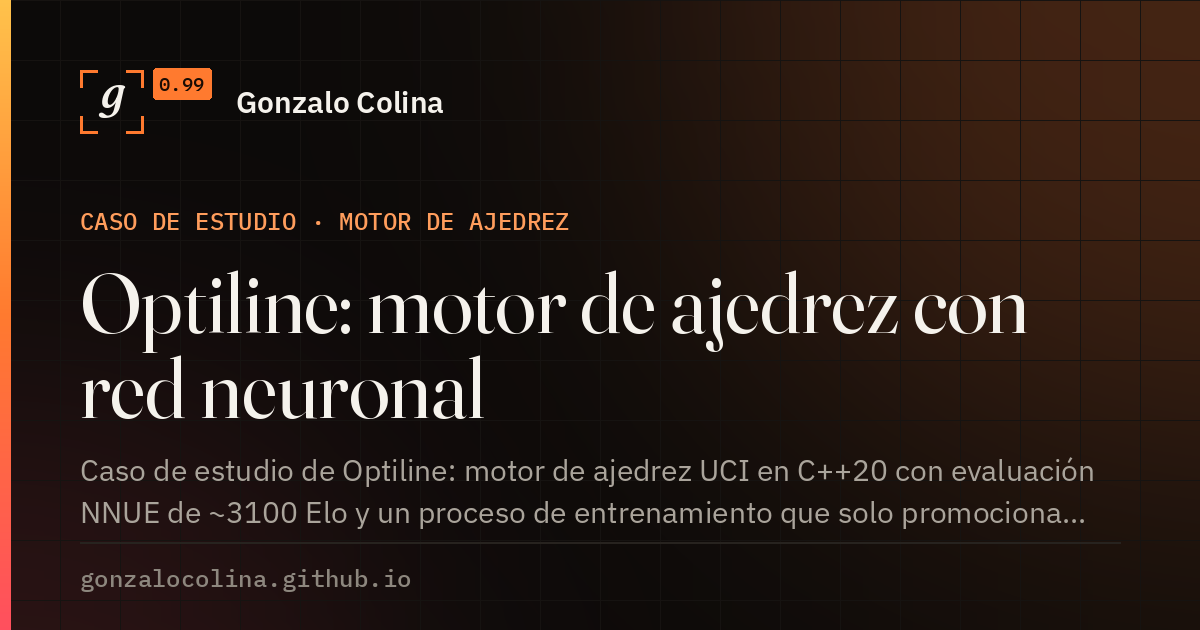 g
0.99
Gonzalo Colina
CASO DE ESTUDIO · MOTOR DE AJEDREZ
Optiline: motor de ajedrez con
red neuronal
Caso de estudio de Optiline: motor de ajedrez UCI en C++20 con evaluación
NNUE de ~3100 Elo y un proceso de entrenamiento que solo promociona...
gonzalocolina.github.io